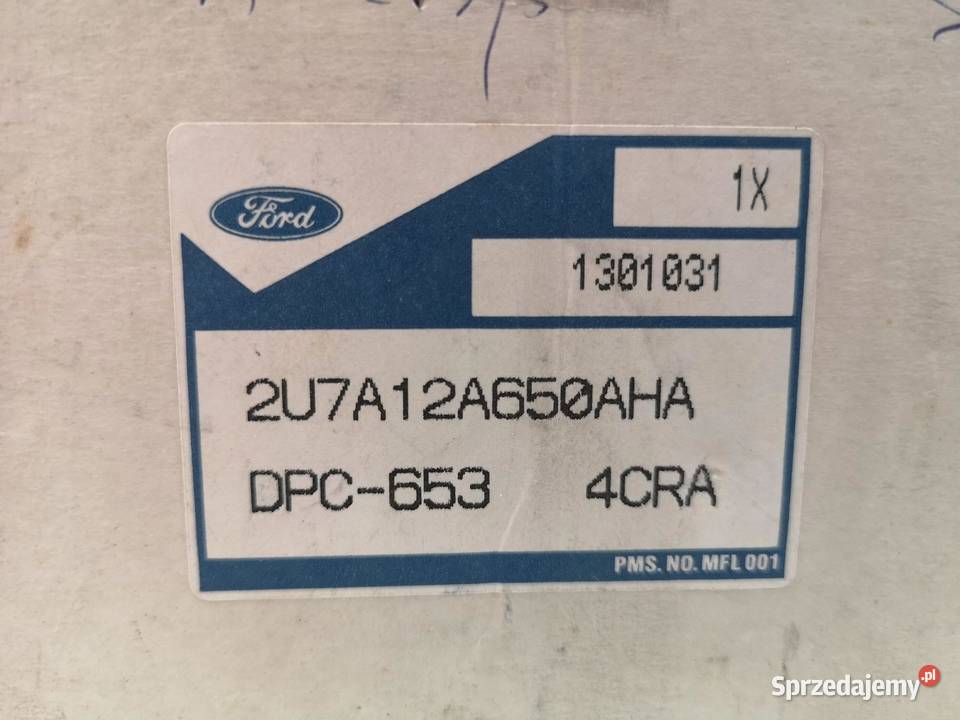 Ford
1X
1301031
2U7A12A650AHA
DPC-653 4CRA
PMS. NO. MFL 001
Sprzedajemy.pl